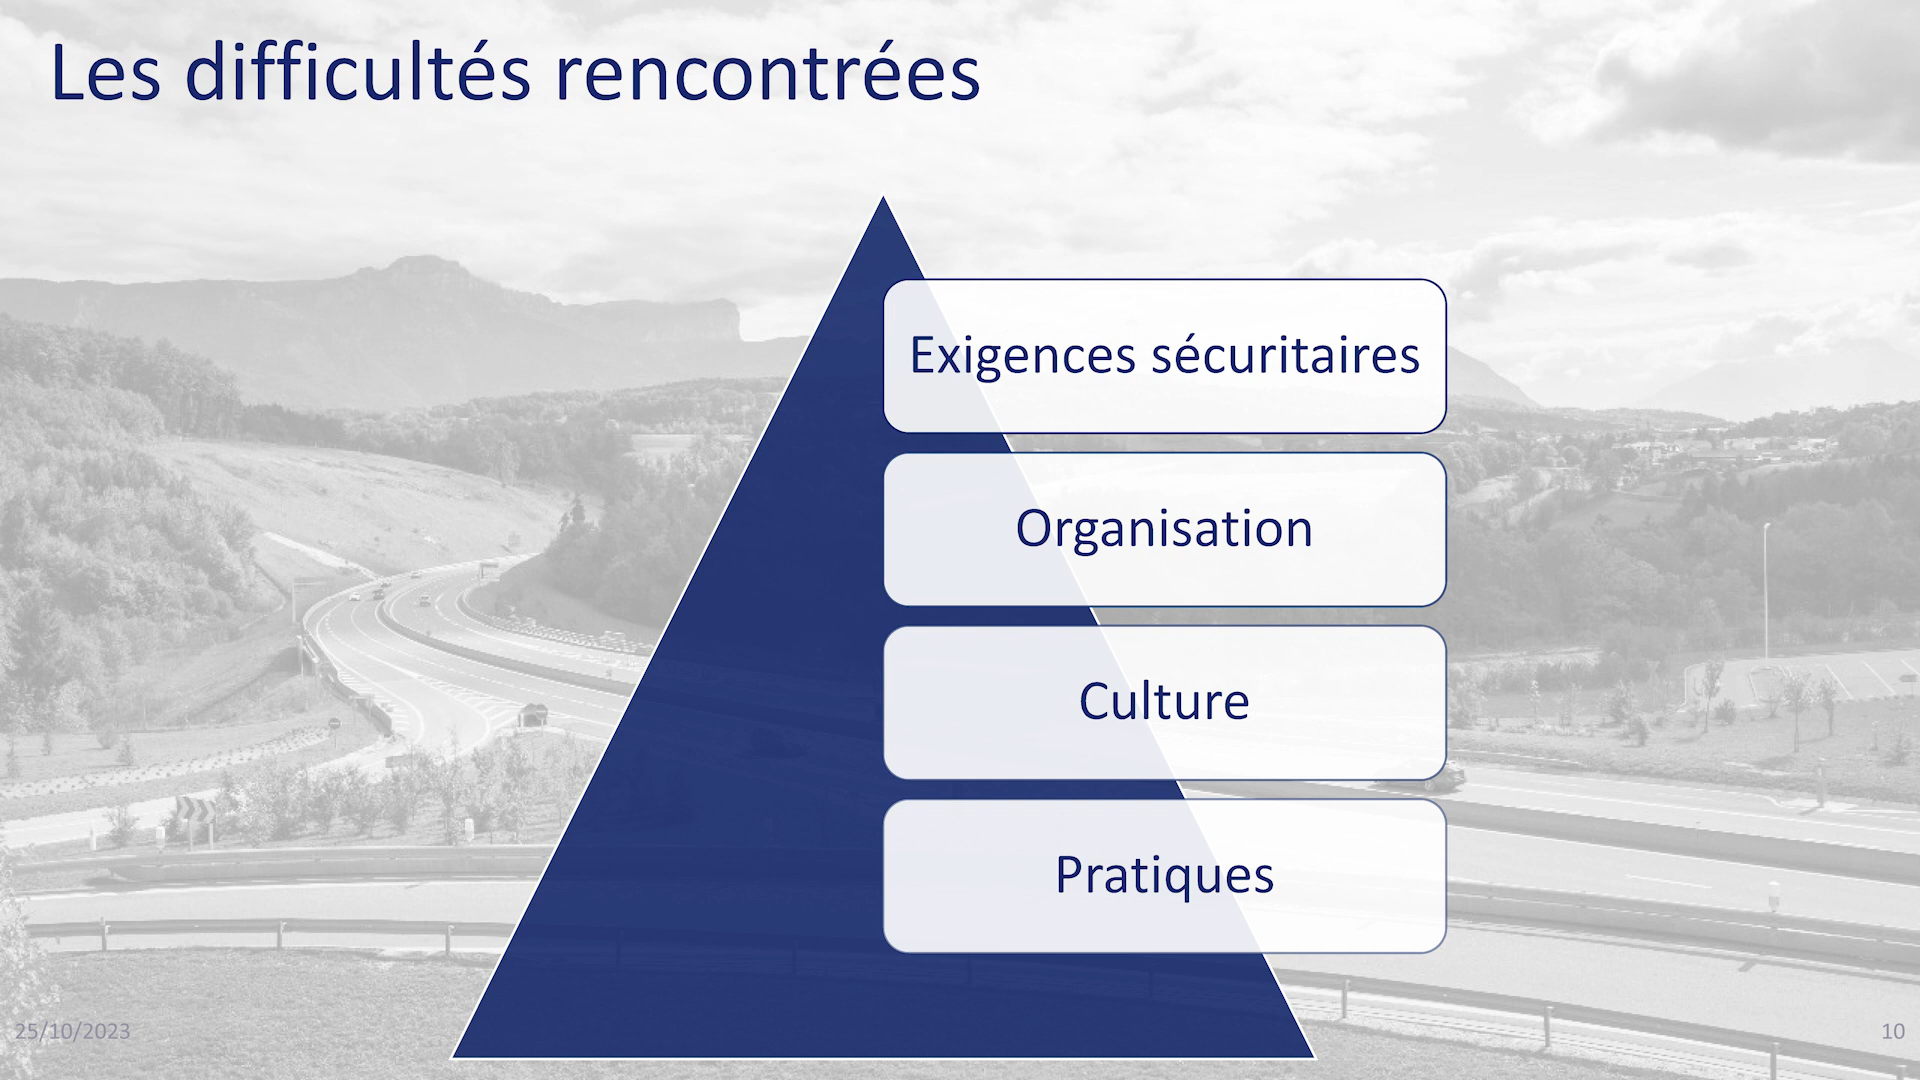 Les difficultés rencontrées
Exigences sécuritaires
Organisation
Culture
Pratiques
25/10/2023
10